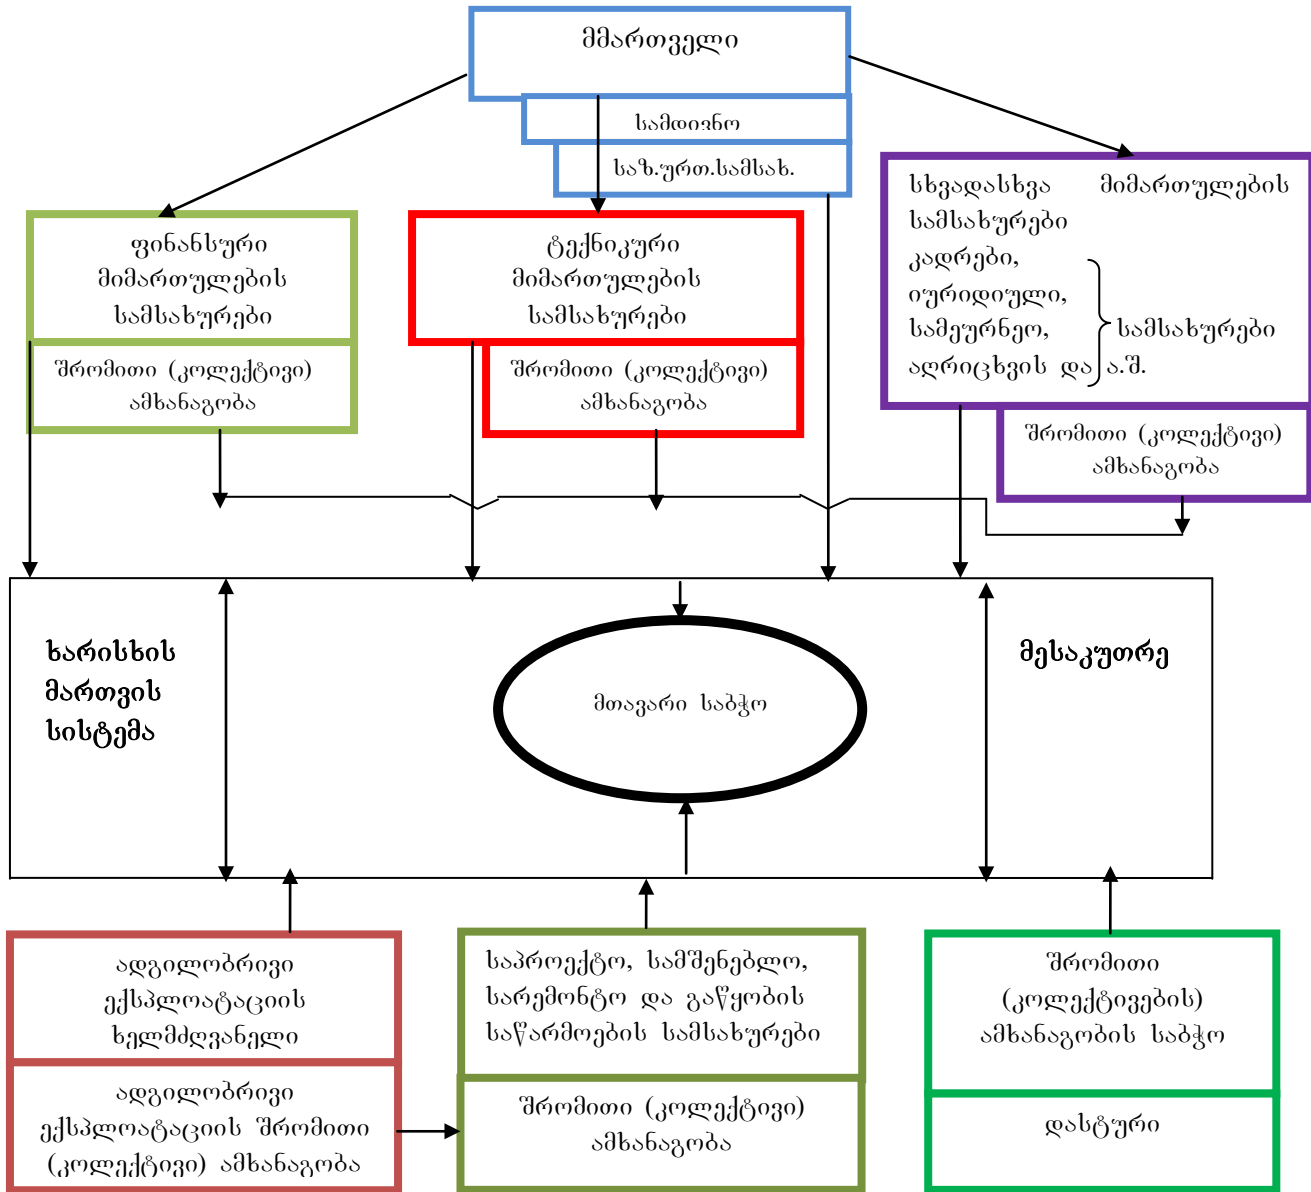 მმართველი
სამდივნო
საზ.ურთ.სამსახ.
ფინანსური
მიმართულების
სამსახურები
შრომითი (კოლექტივი)
ამხანაგობა
ტექნიკური
მიმართულების
სამსახურები
შრომითი (კოლექტივი)
ამხანაგობა
სხვადასხვა მიმართულების
სამსახურები
კადრები,
იურიდიული,
სამეურნეო, სამსახურები
აღრიცხვის და ა.შ.
შრომითი (კოლექტივი)
ამხანაგობა
ხარისხის
მართვის
სისტემა
მთავარი საბჭო
მესაკუთრე
ადგილობრივი
ექსპლოატაციის
ხელმძღვანელი
ადგილობრივი
ექსპლოატაციის შრომითი
(კოლექტივი) ამხანაგობა
საპროექტო, სამშენებლო,
სარემონტო და გაწყობის
საწარმოების სამსახურები
შრომითი (კოლექტივი)
ამხანაგობა
შრომითი
(კოლექტივების)
ამხანაგობის საბჭო
დასტური